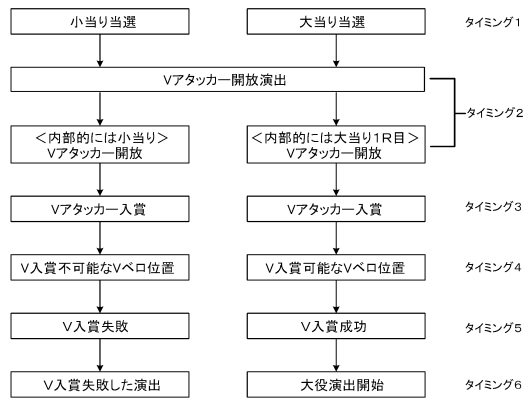 小当り当選 大当り当選 タイミング1
Vアタッカー開放演出
タイミング2
＜内部的には小当り＞ ＜内部的には大当り1R目＞
Vアタッカー開放 Vアタッカー開放
Vアタッカー入賞 Vアタッカー入賞 タイミング3
V入賞不可能なVベロ位置 V入賞可能なVベロ位置 タイミング4
V入賞失敗 V入賞成功 タイミング5
V入賞失敗した演出 大役演出開始 タイミング6